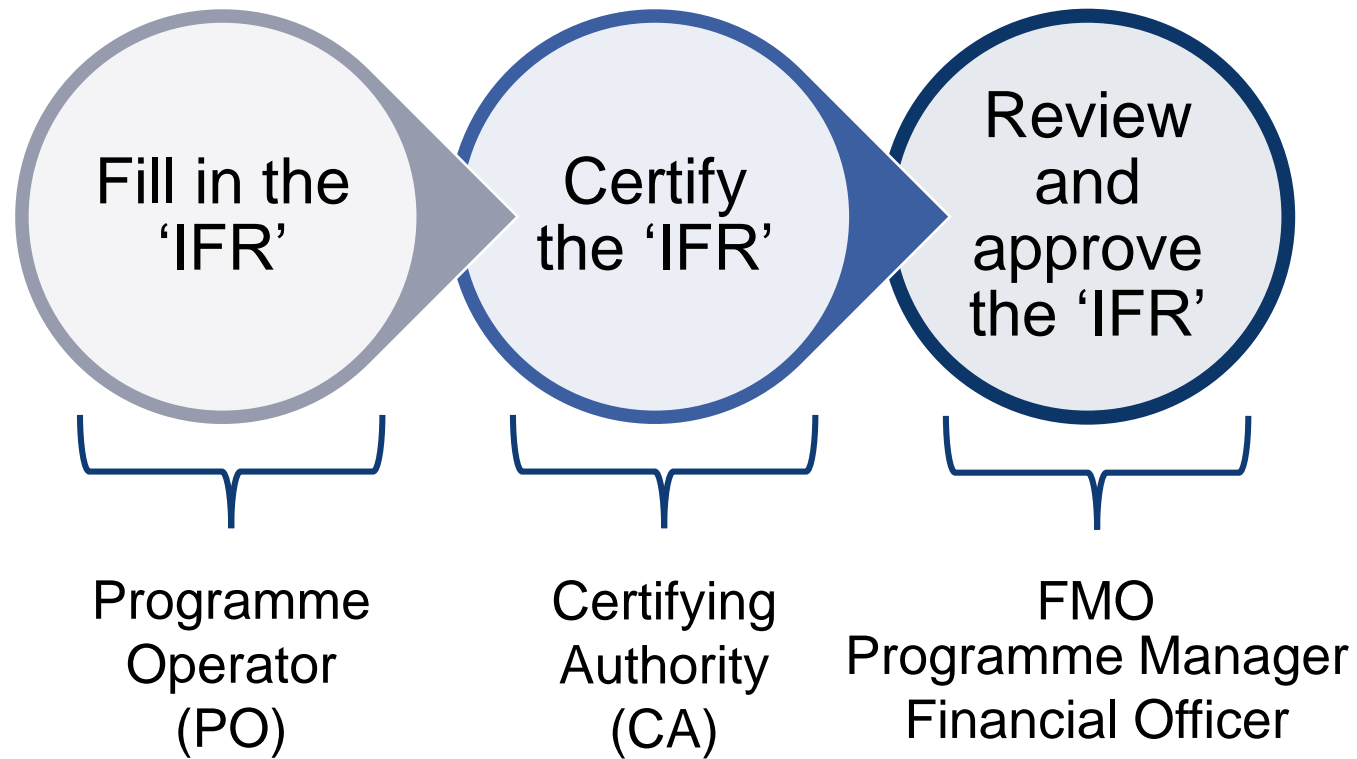 Fill in the
‘IFR’
Certify
the ‘IFR’
Review
and
approve
the ‘IFR’
Programme
Operator
(PO)
Certifying
Authority
(CA)
FMO
Programme Manager
Financial Officer